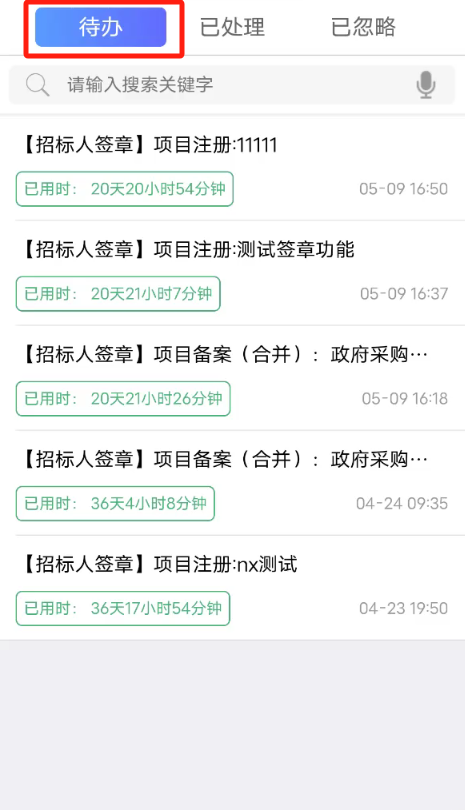 待办 已处理 已忽略
请输入搜索关键字
【招标人签章】项目注册:11111
已用时： 20天20小时54分钟 05-09 16:50
【招标人签章】项目注册:测试签章功能
已用时： 20天21小时7分钟 05-09 16:37
【招标人签章】项目备案（合并）：政府采购…
已用时： 20天21小时26分钟 05-09 16:18
【招标人签章】项目备案（合并）：政府采购…
已用时： 36天4小时8分钟 04-24 09:35
【招标人签章】项目注册:nx测试
已用时： 36天17小时54分钟 04-23 19:50